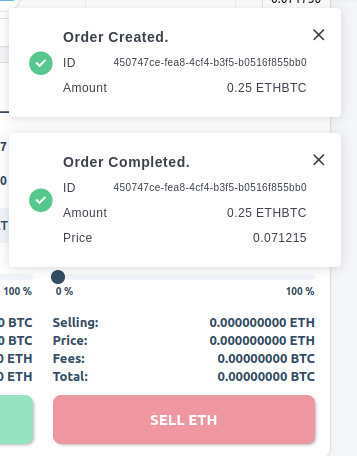 Order Created.
ID 450747ce-fea8-4cf4-b3f5-b0516f855bb0
Amount 0.25 ETHBTC
Order Completed.
ID 450747ce-fea8-4cf4-b3f5-b0516f855bb0
Amount 0.25 ETHBTC
Price 0.071215
7
0
T
100 % 0 % 100 %
0 BTC Selling: 0.000000000 ETH
0 BTC Price: 0.000000000 ETH
0 ETH Fees: 0.00000000 BTC
0 ETH Total: 0.00000000 BTC
SELL ETH